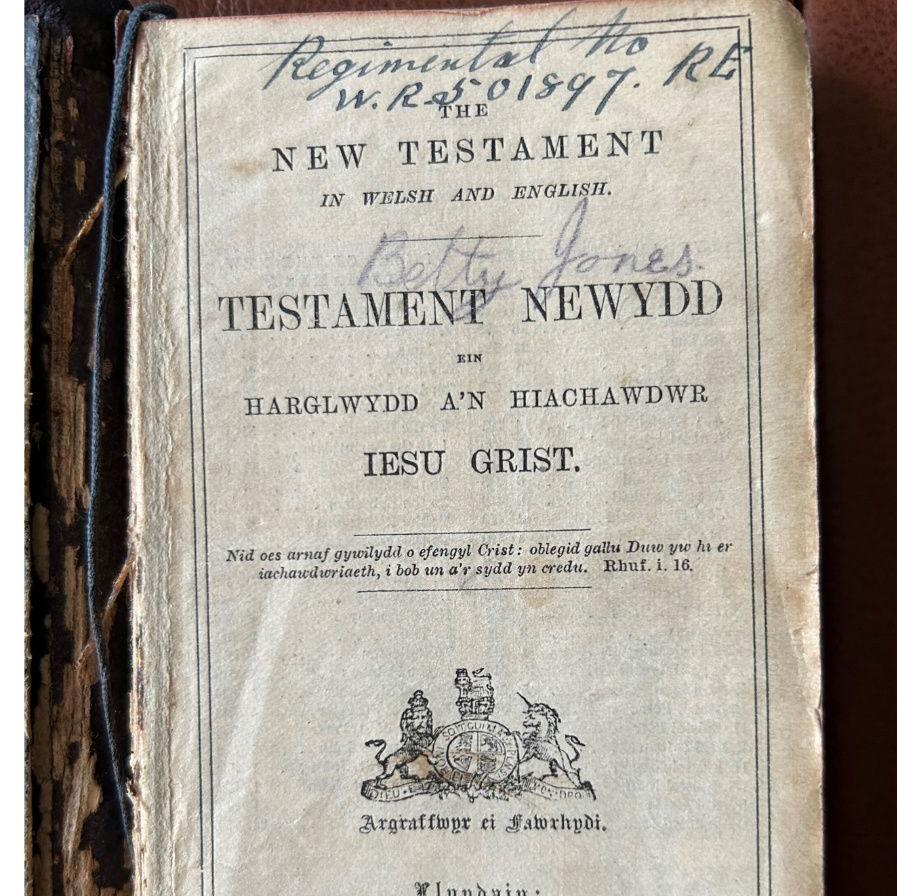 Regimental No RE
W.R.501897.
THE
NEW TESTAMENT
IN WELSH AND ENGLISH.
Betty Jones.
TESTAMENT NEWYDD
EIN
HARGLWYDD A'N HIACHAWDWR
IESU GRIST.
Nid oes arnaf gywilydd o efengyl Crist: oblegid gallu Duw yw hi er
iachawdwriaeth, i bob un a'r sydd yn credu. Rhuf. i. 16.
Argraffwyr ei Fawrhydi.
Llundain: